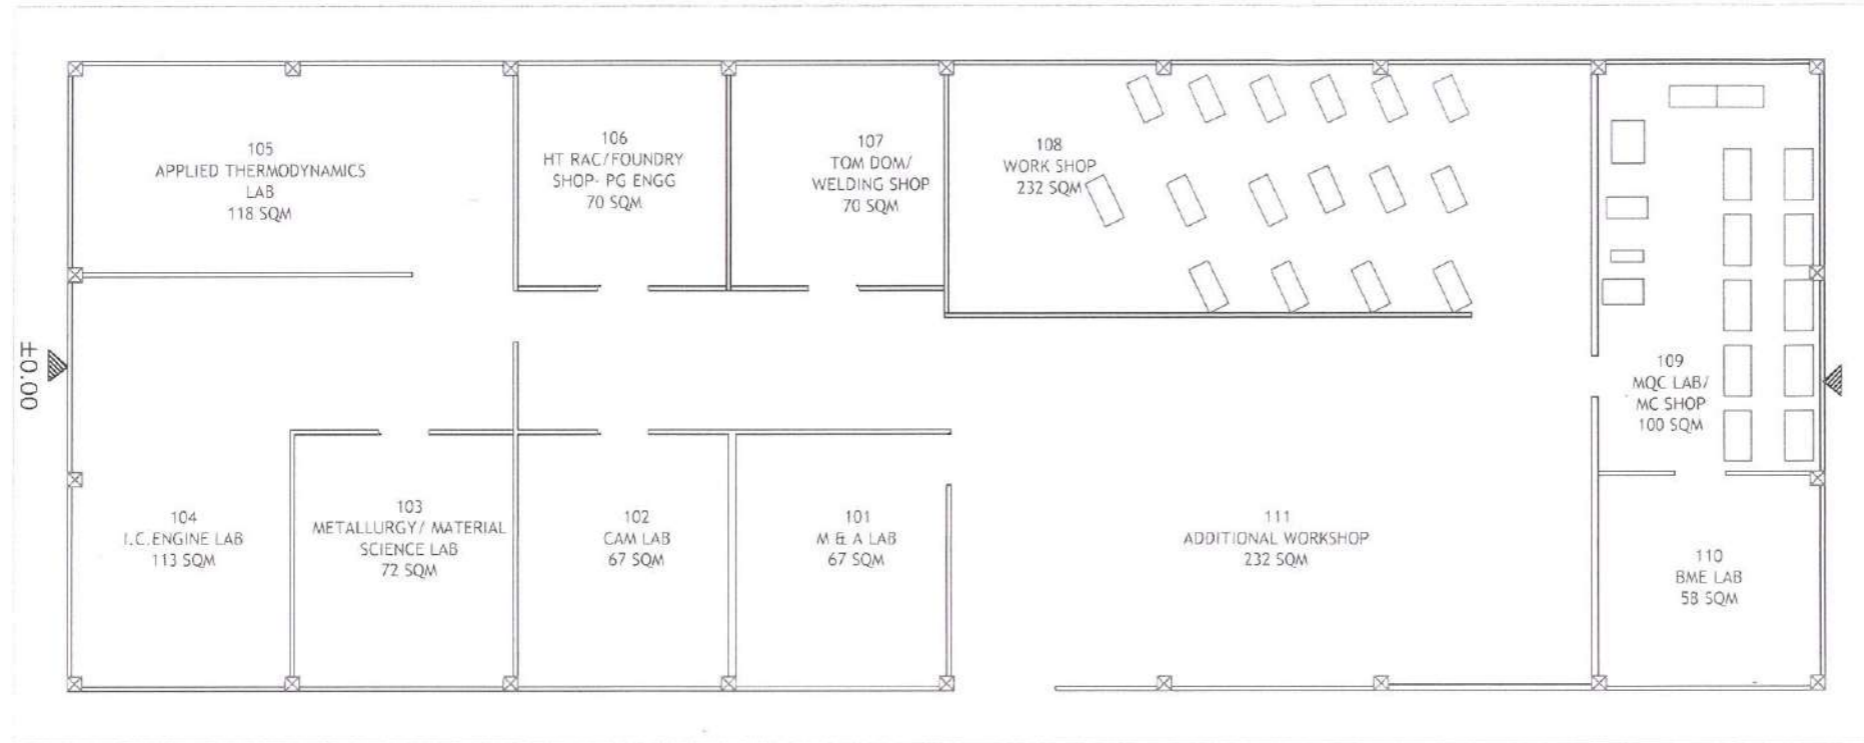 105
APPLIED THERMODYNAMICS
LAB
118 SQM
106
HT RAC/FOUNDRY
SHOP- PG ENGG
70 SQM
107
TOM DOM/
WELDING SHOP
70 SQM
108
WORK SHOP
232 SQM
109
MQC LAB/
MC SHOP
100 SQM
±0.00
104
I.C.ENGINE LAB
113 SQM
103
METALLURGY/ MATERIAL
SCIENCE LAB
72 SQM
102
CAM LAB
67 SQM
101
M & A LAB
67 SQM
111
ADDITIONAL WORKSHOP
232 SQM
110
BME LAB
58 SQM